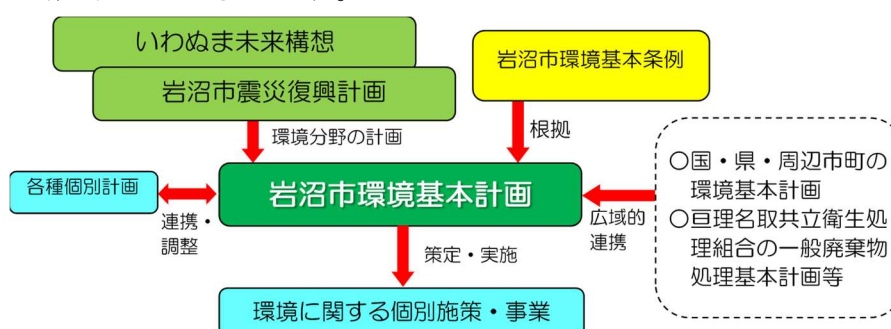 いわぬま未来構想
岩沼市環境基本条例
岩沼市震災復興計画
環境分野の計画
根拠
○国・県・周辺市町の
環境基本計画
○亘理名取共立衛生処
理組合の一般廃棄物
処理基本計画等
各種個別計画
岩沼市環境基本計画
連携・
調整
広域的
連携
策定・実施
環境に関する個別施策・事業